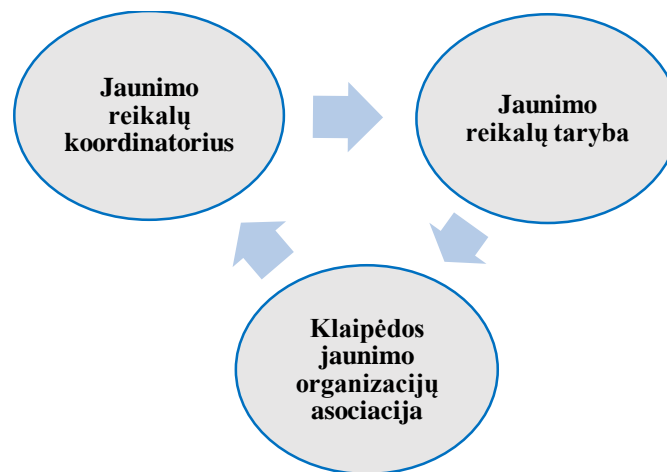 Jaunimo
reikalų
koordinatorius
Jaunimo
reikalų taryba
Klaipėdos
jaunimo
organizacijų
asociacija